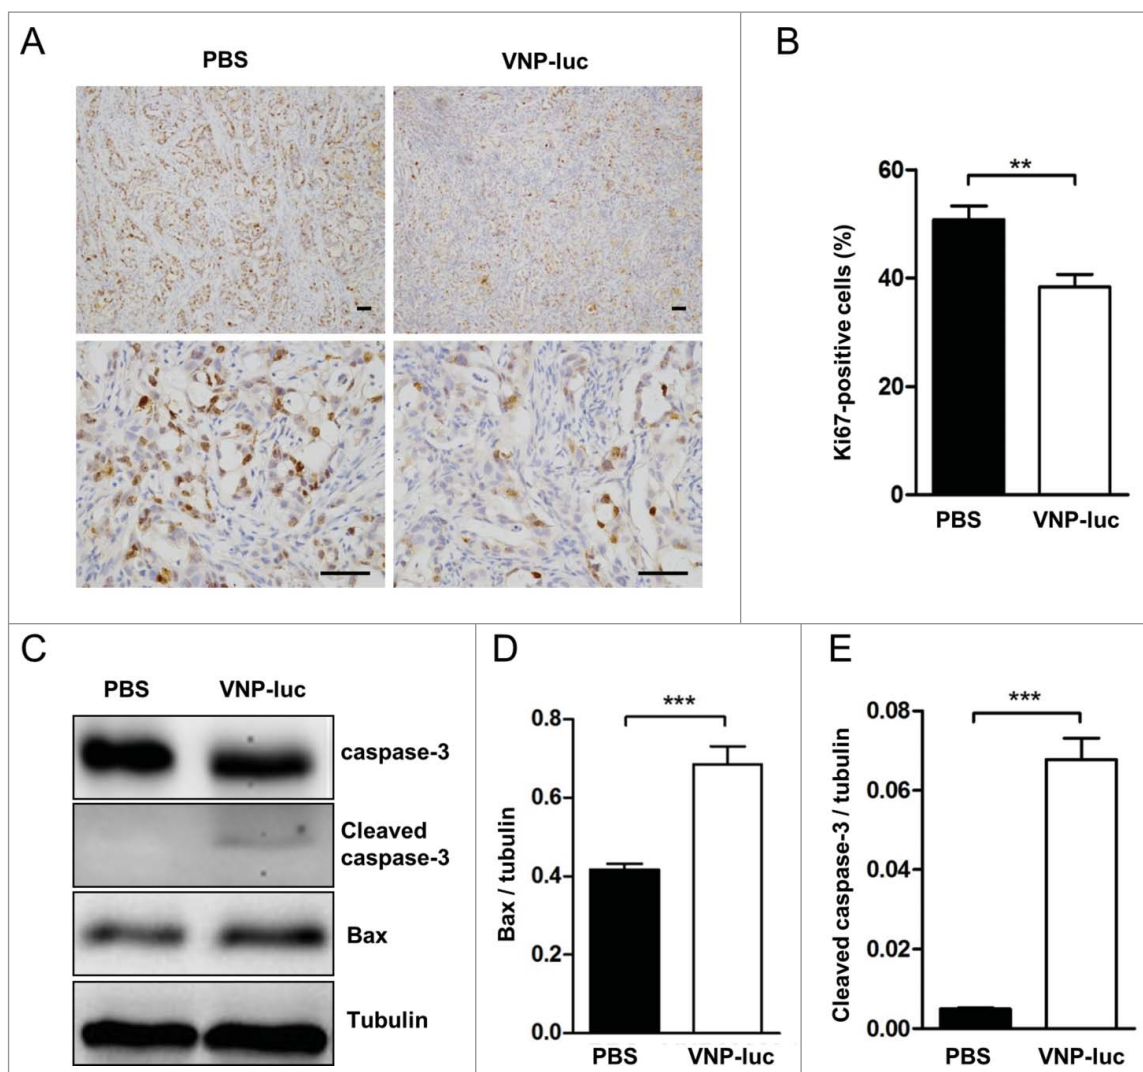 A
PBS
VNP-luc
B
Ki67-positive cells (%)
60
40
20
0
**
PBS
VNP-luc
C
PBS
VNP-luc
caspase-3
Cleaved
caspase-3
Bax
Tubulin
D
Bax / tubulin
0.8
0.6
0.4
0.2
0.0
***
PBS
VNP-luc
E
Cleaved caspase-3 / tubulin
0.08
0.06
0.04
0.02
0.00
***
PBS
VNP-luc